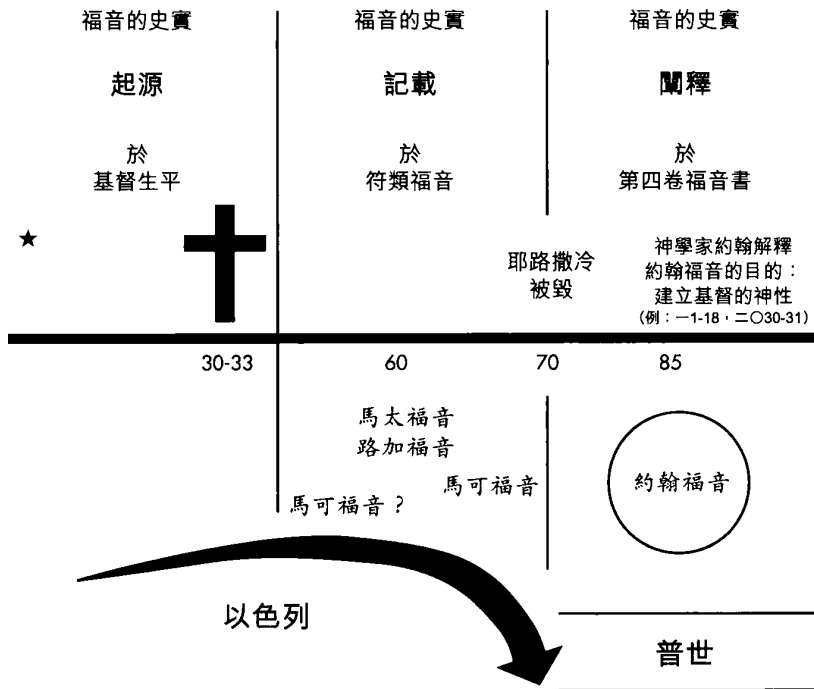 福音的史實
起源
於
基督生平
福音的史實
記載
於
符類福音
福音的史實
闡釋
於
第四卷福音書
耶路撒冷
被毀
神學家約翰解釋
約翰福音的目的：
建立基督的神性
(例：一1-18，二〇30-31)
30-33
60
70
85
馬太福音
路加福音
馬可福音？
馬可福音
約翰福音
以色列
普世